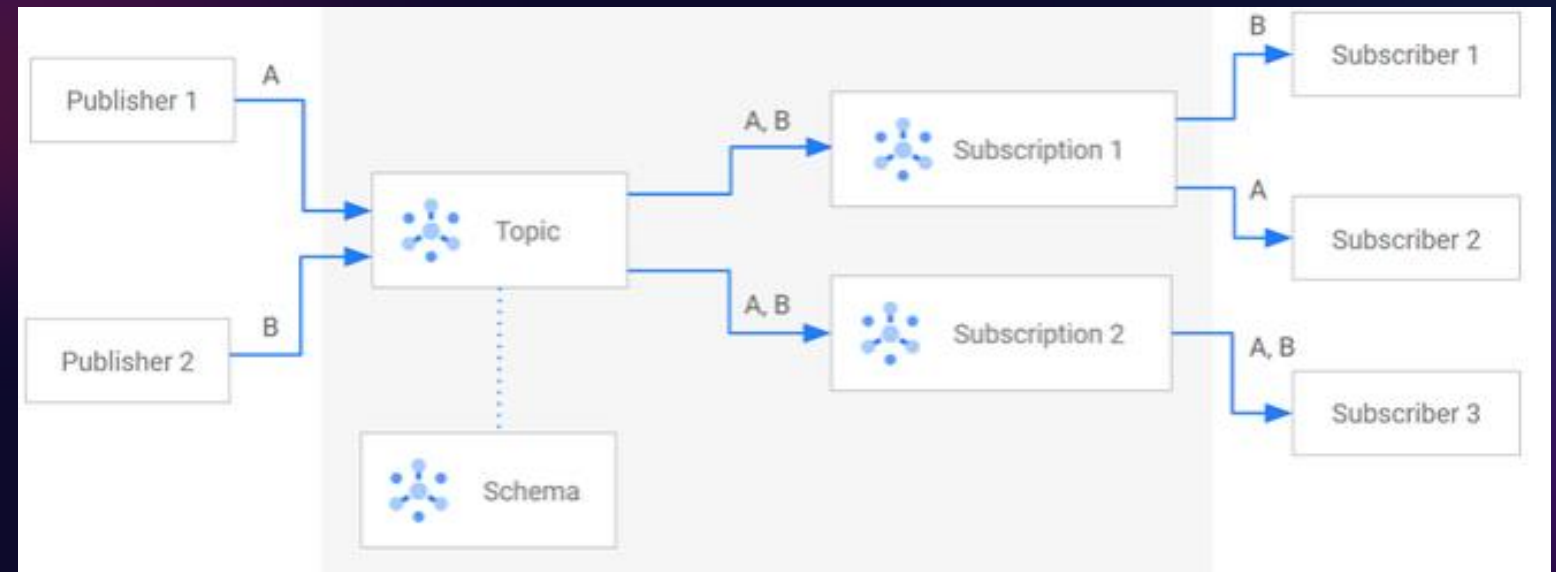 B
Subscriber 1
Publisher 1
A
A, B
Subscription 1
A
Subscriber 2
Topic
A, B
Subscription 2
B
Publisher 2
A, B
Subscriber 3
Schema